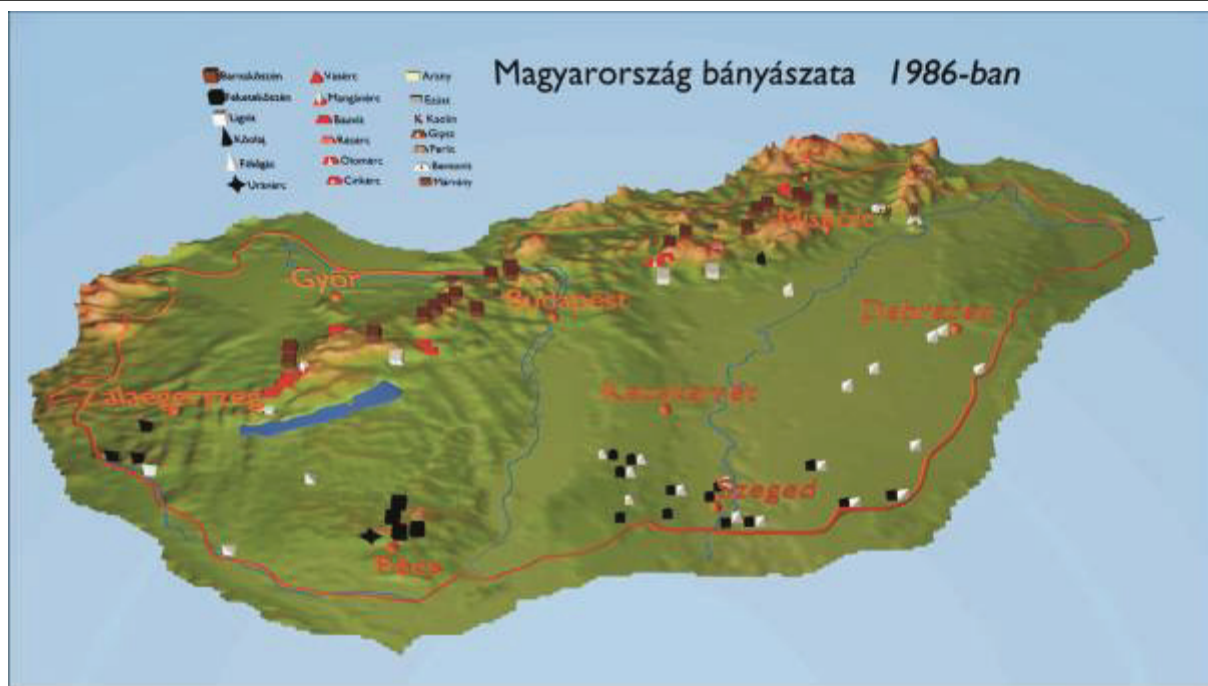 Magyarország bányászata 1986-ban
Barnakőszén
Feketekőszén
Lignit
Kőolaj
Földgáz
Uránérc
Vasérc
Mangánérc
Bauxit
Rézérc
Ólomérc
Cinkérc
Arany
Ezüst
Kaolin
Gipsz
Perlit
Bentonit
Márvány
Miskolc
Győr
Budapest
Debrecen
Zalaegerszeg
Kecskemét
Szeged
Pécs